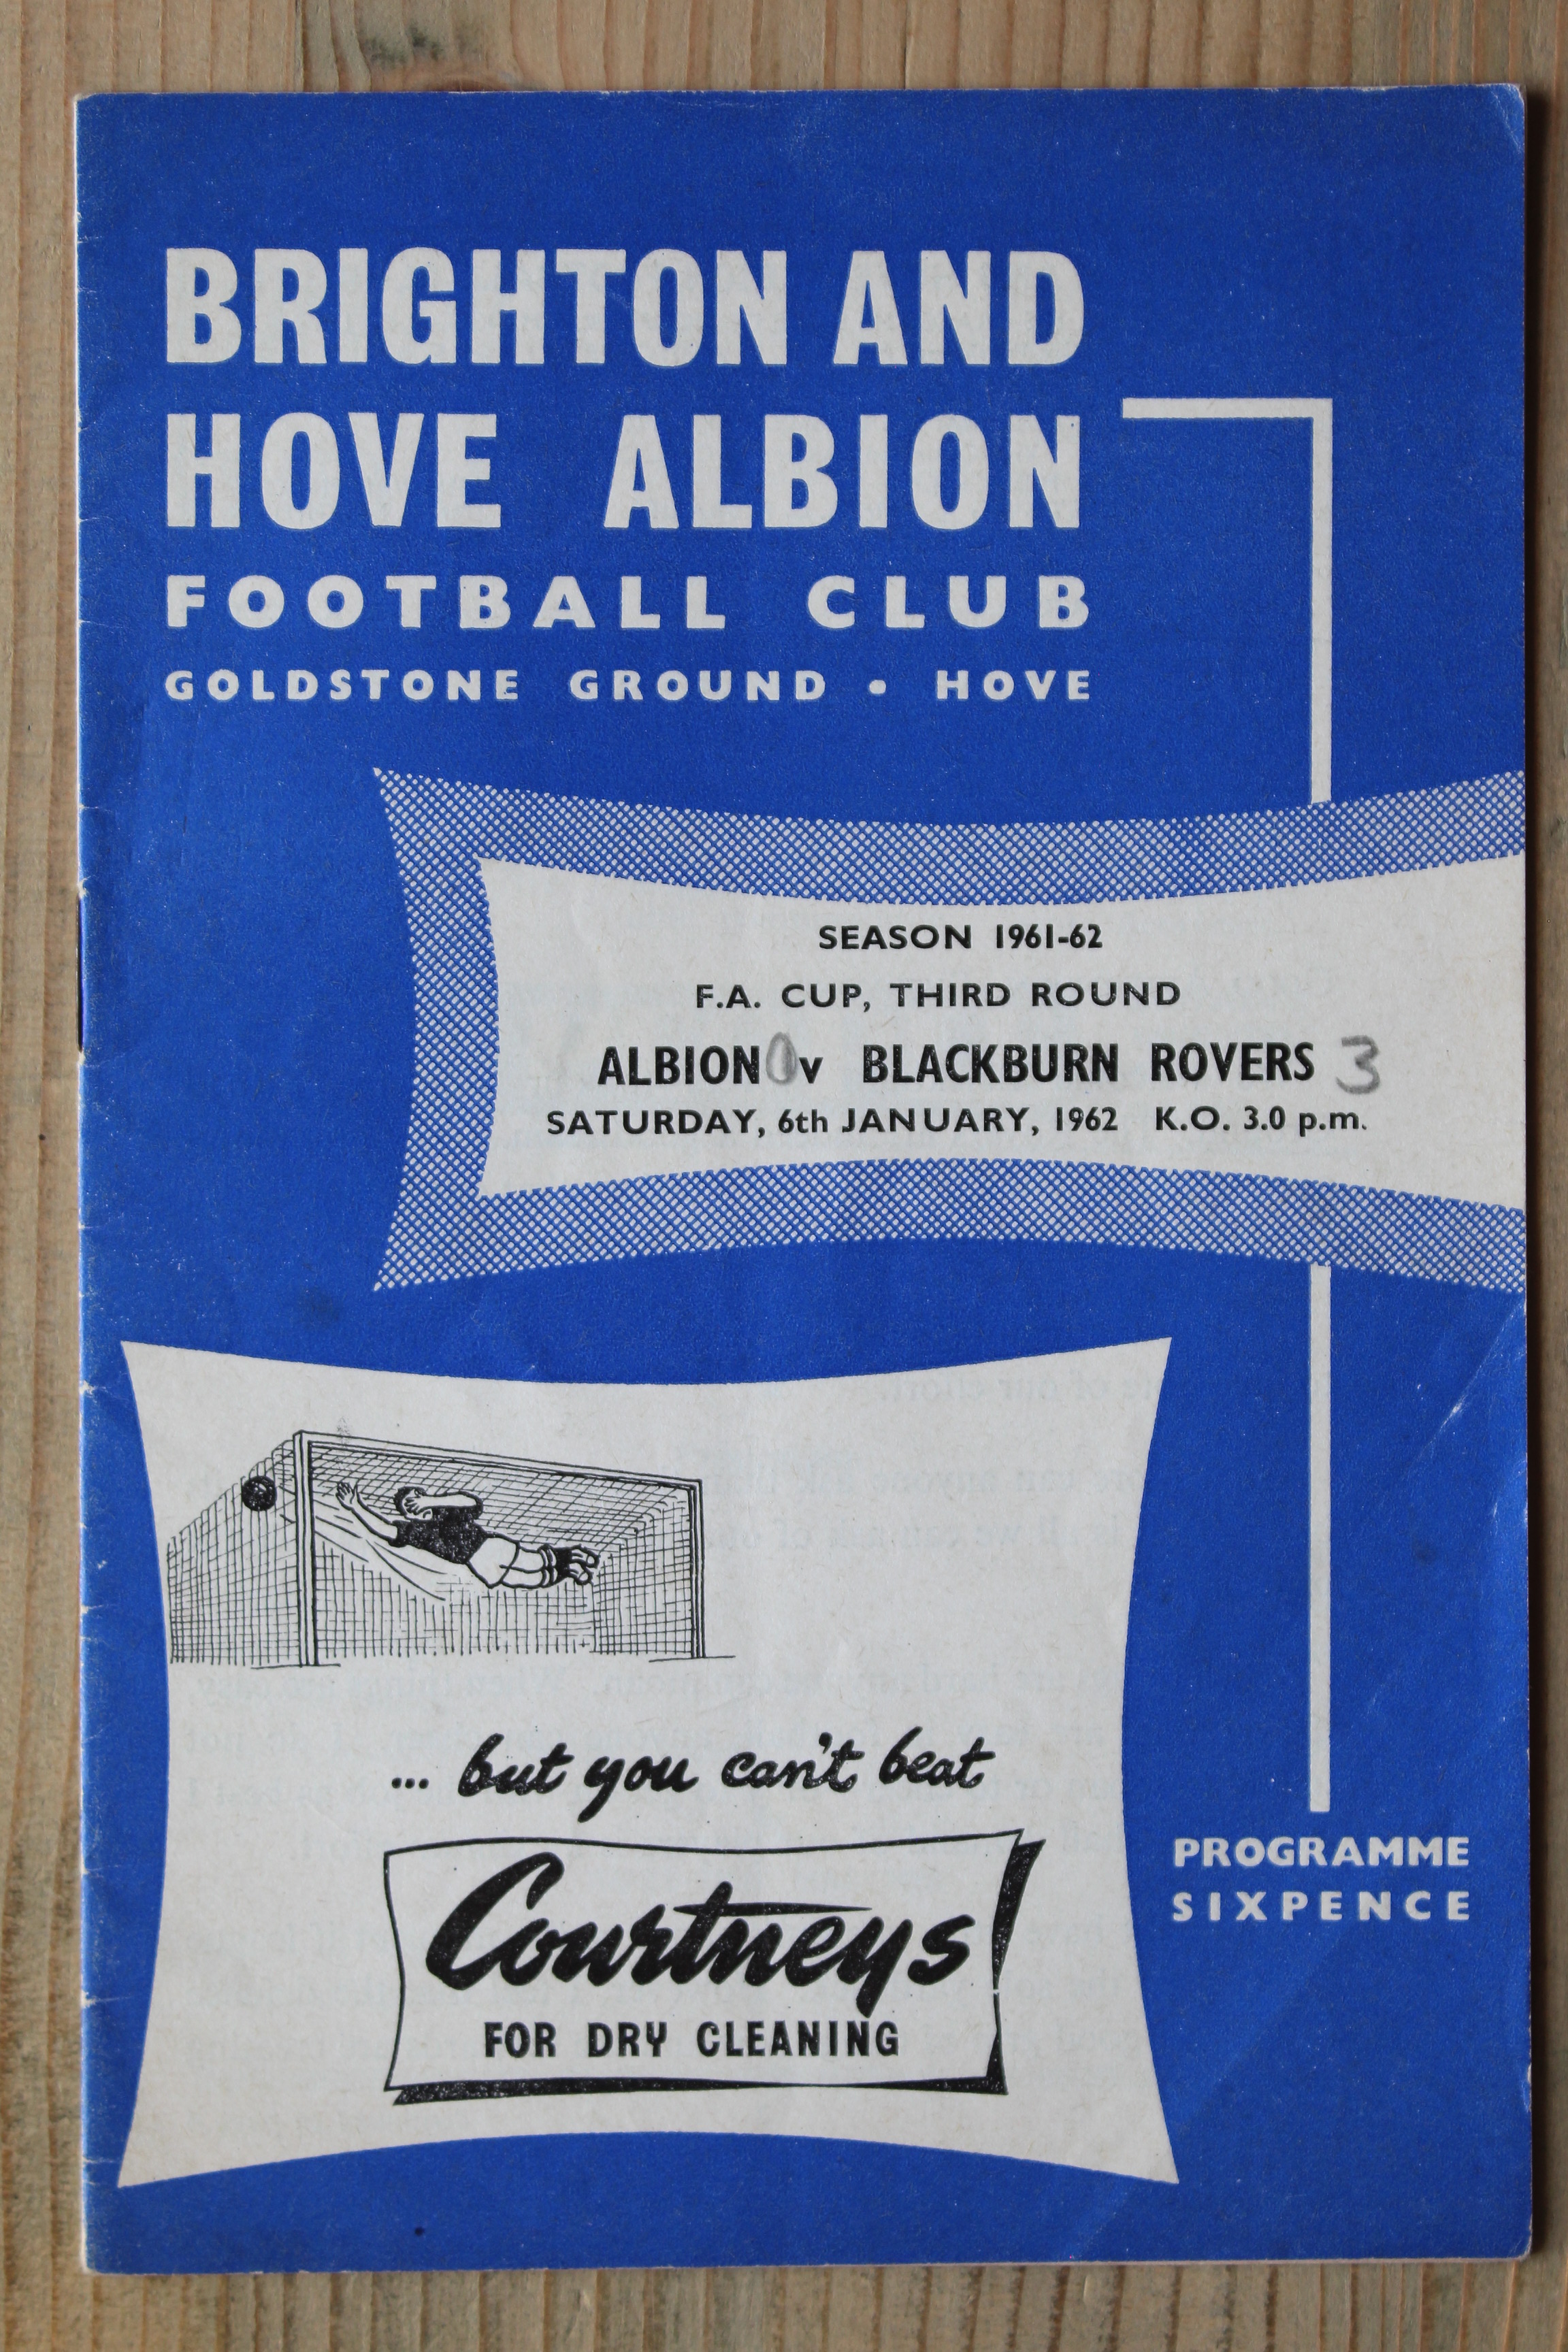 BRIGHTON AND
HOVE ALBION
FOOTBALL CLUB
GOLDSTONE GROUND • HOVE
SEASON 1961-62
F.A. CUP, THIRD ROUND
ALBION 0 v BLACKBURN ROVERS 3
SATURDAY, 6th JANUARY, 1962 K.O. 3.0 p.m.
... but you can't beat
Courtneys
FOR DRY CLEANING
PROGRAMME
SIXPENCE